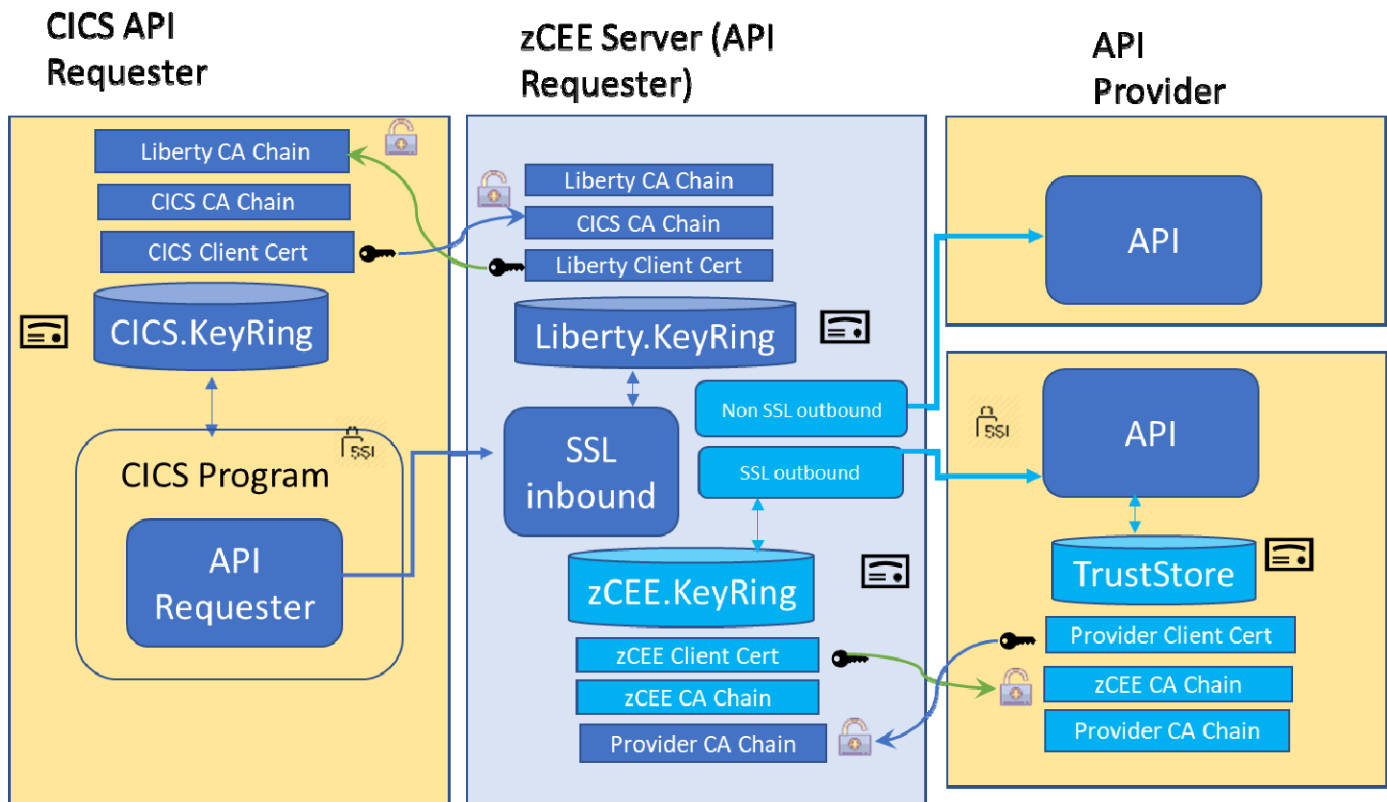 CICS API
Requester
zCEE Server (API
Requester)
API
Provider
Liberty CA Chain
CICS CA Chain
CICS Client Cert
CICS.KeyRing
SSI
CICS Program
API
Requester
Liberty CA Chain
CICS CA Chain
Liberty Client Cert
Liberty.KeyRing
SSL
inbound
Non SSL outbound
SSL outbound
zCEE.KeyRing
zCEE Client Cert
zCEE CA Chain
Provider CA Chain
API
SSI
API
TrustStore
Provider Client Cert
zCEE CA Chain
Provider CA Chain